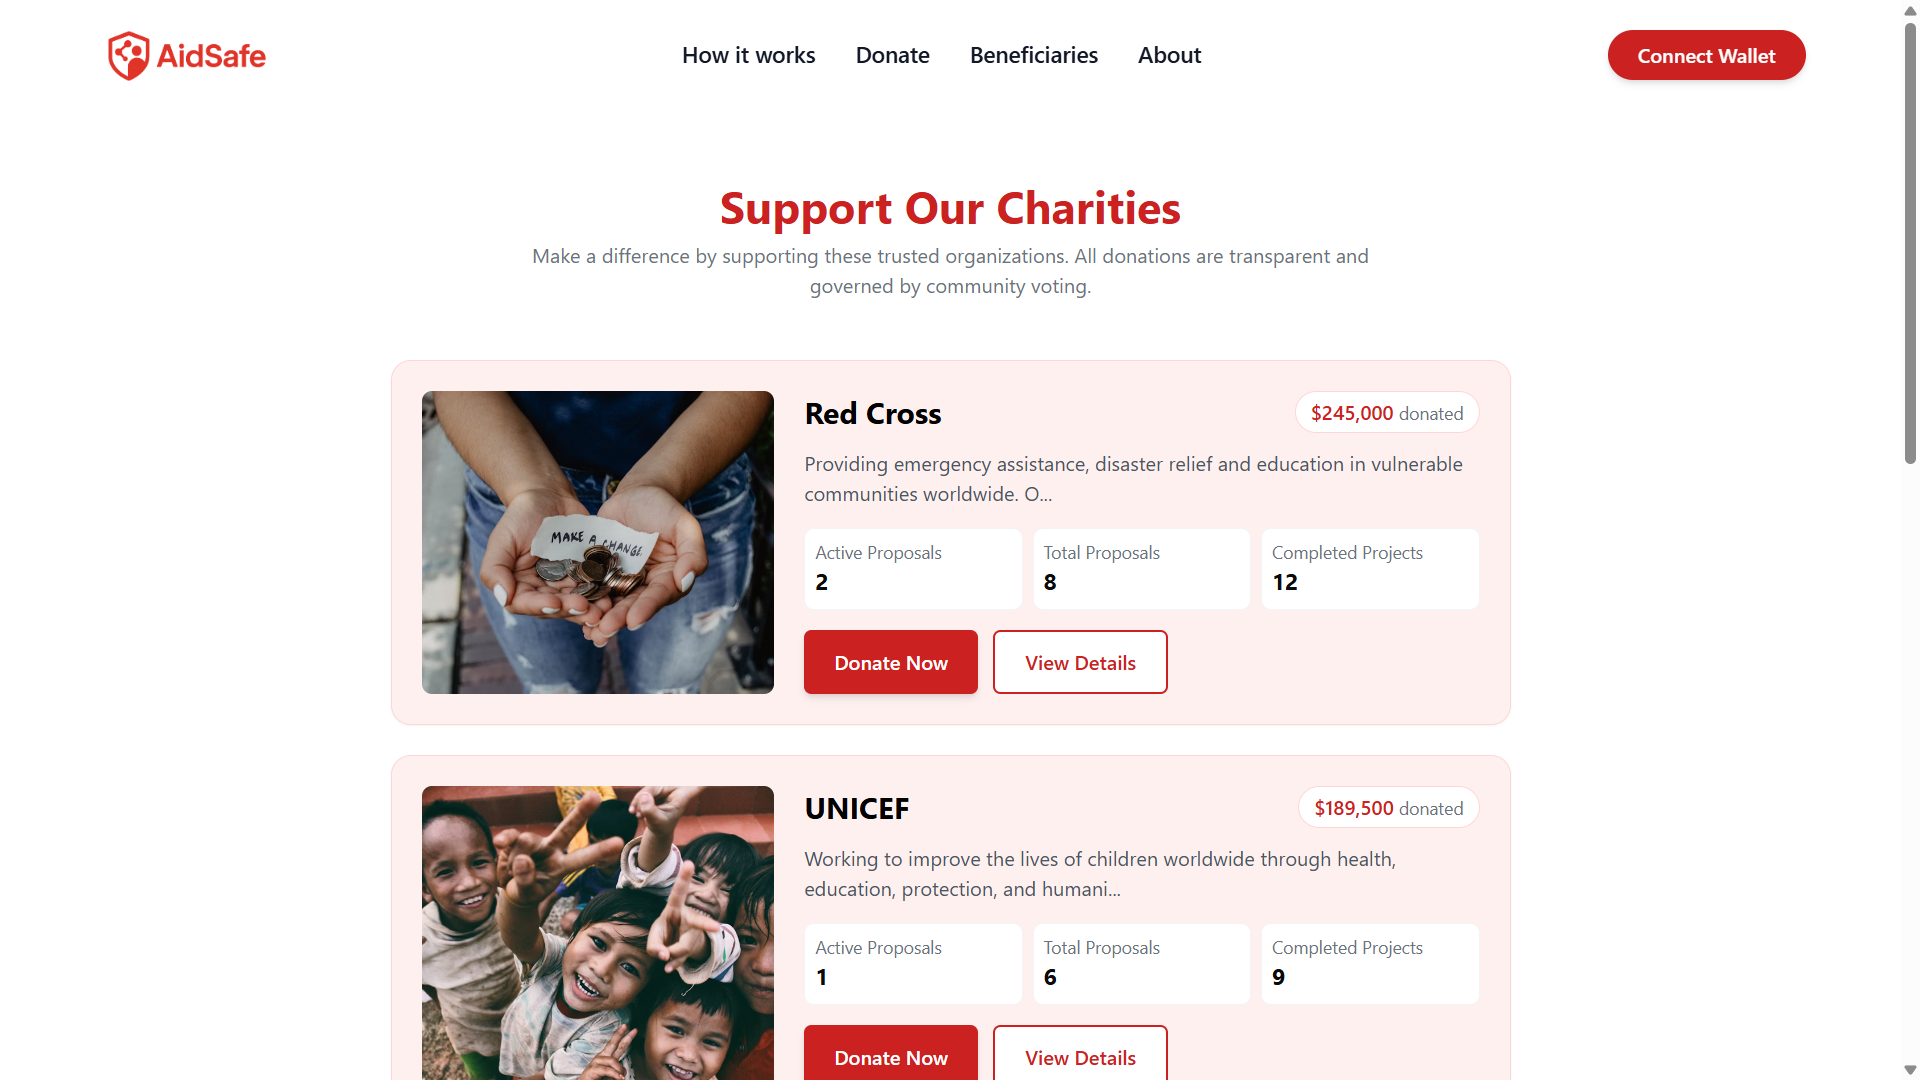 AidSafe
How it works
Donate
Beneficiaries
About
Connect Wallet
Support Our Charities
Make a difference by supporting these trusted organizations. All donations are transparent and
governed by community voting.
MAKE A CHANGE
Red Cross
$245,000 donated
Providing emergency assistance, disaster relief and education in vulnerable
communities worldwide. O...
Active Proposals
2
Total Proposals
8
Completed Projects
12
Donate Now
View Details
UNICEF
$189,500 donated
Working to improve the lives of children worldwide through health,
education, protection, and humani...
Active Proposals
1
Total Proposals
6
Completed Projects
9
Donate Now
View Details